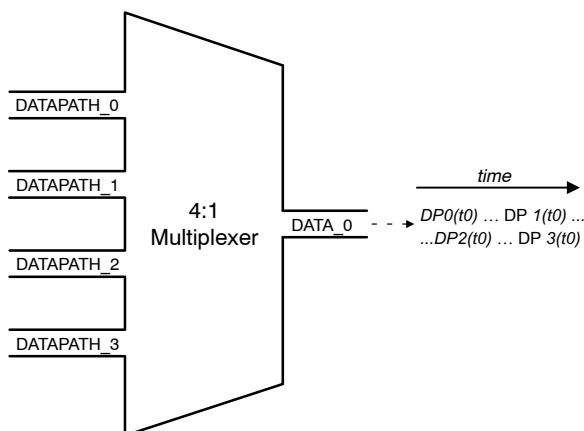 DATAPATH_0
DATAPATH_1
DATAPATH_2
DATAPATH_3
4:1
Multiplexer
DATA_0
time
DP0(t0) … DP 1(t0) ...
...DP2(t0) … DP 3(t0)